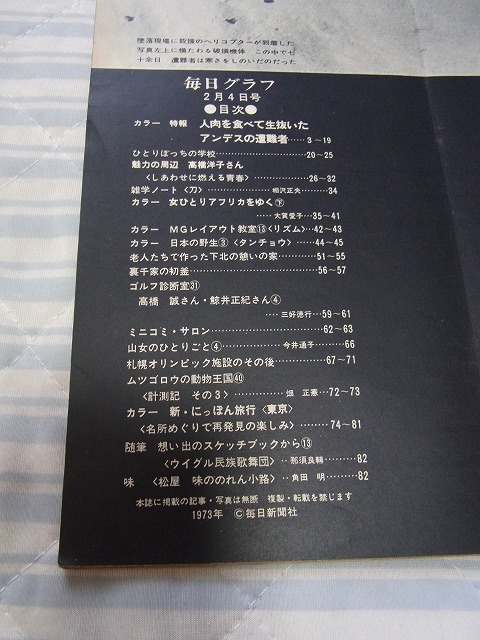 墜落現場に救援のヘリコプターが到着した
写真左上に横たわる破損機体 この中で七
十余日 遭難者は寒さをしのいだのだった
毎日グラフ
2月4日号
●目次●
カラー 特報 人肉を食べて生抜いた
アンデスの遭難者……3〜19
ひとりぼっちの学校……………………20〜25
魅力の周辺 高橋洋子さん
〈しあわせに燃える青春〉……………26〜32
雑学ノート〈刀〉……………稲沢正夫………34
カラー 女ひとりアフリカをゆく下
……大賀愛子…35〜41
カラー MGレイアウト教室⑬〈リズム〉…42〜43
カラー 日本の野生③〈タンチョウ〉……44〜45
老人たちで作った下北の憩いの家…………51〜55
裏千家の初釜…………………………56〜57
ゴルフ診断室㉛
高橋 誠さん・鯨井正紀さん④
‥‥三好徳行…59〜61
ミニコミ・サロン………………………62〜63
山女のひとりごと④……………今井通子………66
札幌オリンピック施設のその後…………67〜71
ムツゴロウの動物王国㊵
〈計測記 その3〉……………畑 正憲…72〜73
カラー 新・にっぽん旅行〈東京〉
〈名所めぐりで再発見の楽しみ〉………74〜81
随筆 想い出のスケッチブックから⑬
〈ウイグル民族歌舞団〉‥那須良輔………82
味 〈松屋 味ののれん小路〉‥角田 明………82
本誌に掲載の記事・写真は無断 複製・転載を禁じます
1973年 ©毎日新聞社